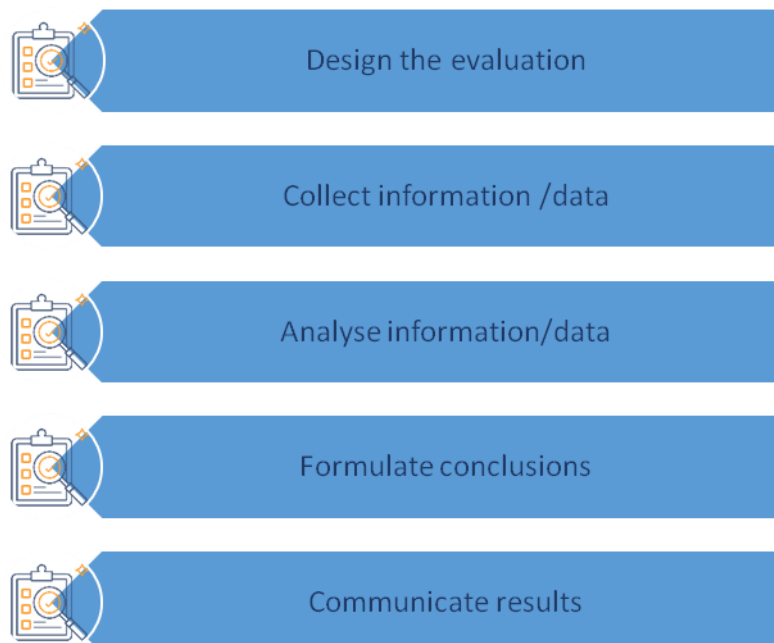 Design the evaluation
Collect information /data
Analyse information/data
Formulate conclusions
Communicate results